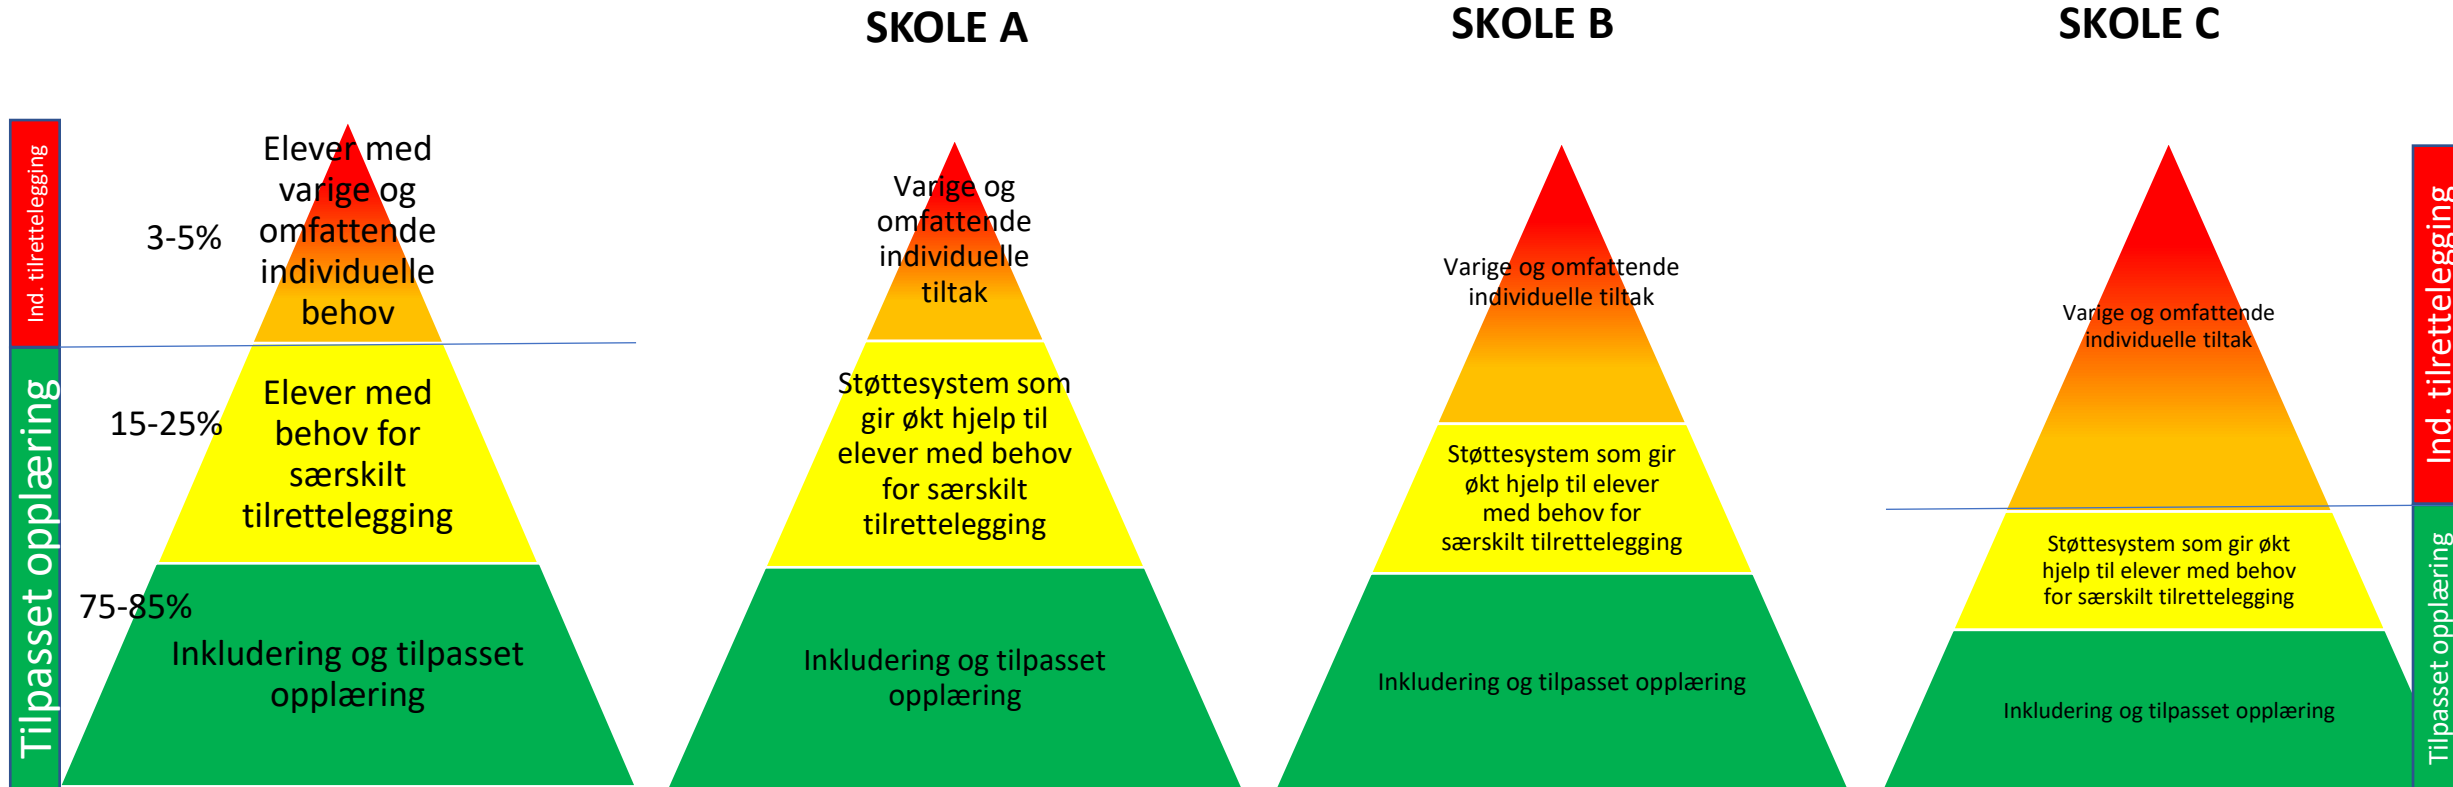 SKOLE A
SKOLE B
SKOLE C
Ind. tilrettelegging
Tilpasset opplæring
3-5%
15-25%
75-85%
Elever med
varige og
omfattende
individuelle
behov
Elever med
behov for
særskilt
tilrettelegging
Inkludering og tilpasset
opplæring
Varige og
omfattende
individuelle
tiltak
Støttesystem som
gir økt hjelp til
elever med behov
for særskilt
tilrettelegging
Inkludering og tilpasset
opplæring
Varige og omfattende
individuelle tiltak
Støttesystem som gir
økt hjelp til elever
med behov for
særskilt tilrettelegging
Inkludering og tilpasset opplæring
Varige og omfattende
individuelle tiltak
Støttesystem som gir økt
hjelp til elever med behov
for særskilt tilrettelegging
Inkludering og tilpasset opplæring
Ind. tilrettelegging
Tilpasset opplæring